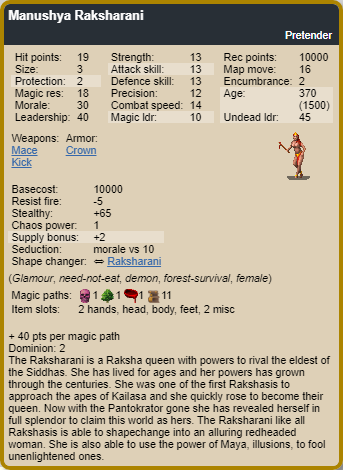 Manushya Raksharani
Pretender
Hit points: 19 Strength: 13 Rec points: 10000
Size: 3 Attack skill: 13 Map move: 16
Protection: 2 Defence skill: 13 Encumbrance: 2
Magic res: 18 Precision: 12 Age: 370
Morale: 30 Combat speed: 14 (1500)
Leadership: 40 Magic ldr: 10 Undead ldr: 45
Weapons: Armor:
Mace Crown
Kick
Basecost: 10000
Resist fire: -5
Stealthy: +65
Chaos power: 1
Supply bonus: +2
Seduction: morale vs 10
Shape changer: ⇔ Raksharani
(Glamour, need-not-eat, demon, forest-survival, female)
Magic paths: 1 1 1 11
Item slots: 2 hands, head, body, feet, 2 misc
+ 40 pts per magic path
Dominion: 2
The Raksharani is a Raksha queen with powers to rival the eldest of
the Siddhas. She has lived for ages and her powers has grown
through the centuries. She was one of the first Rakshasis to
approach the apes of Kailasa and she quickly rose to become their
queen. Now with the Pantokrator gone she has revealed herself in
full splendor to claim this world as hers. The Raksharani like all
Rakshasis is able to shapechange into an alluring redheaded
woman. She is also able to use the power of Maya, illusions, to fool
unenlightened ones.